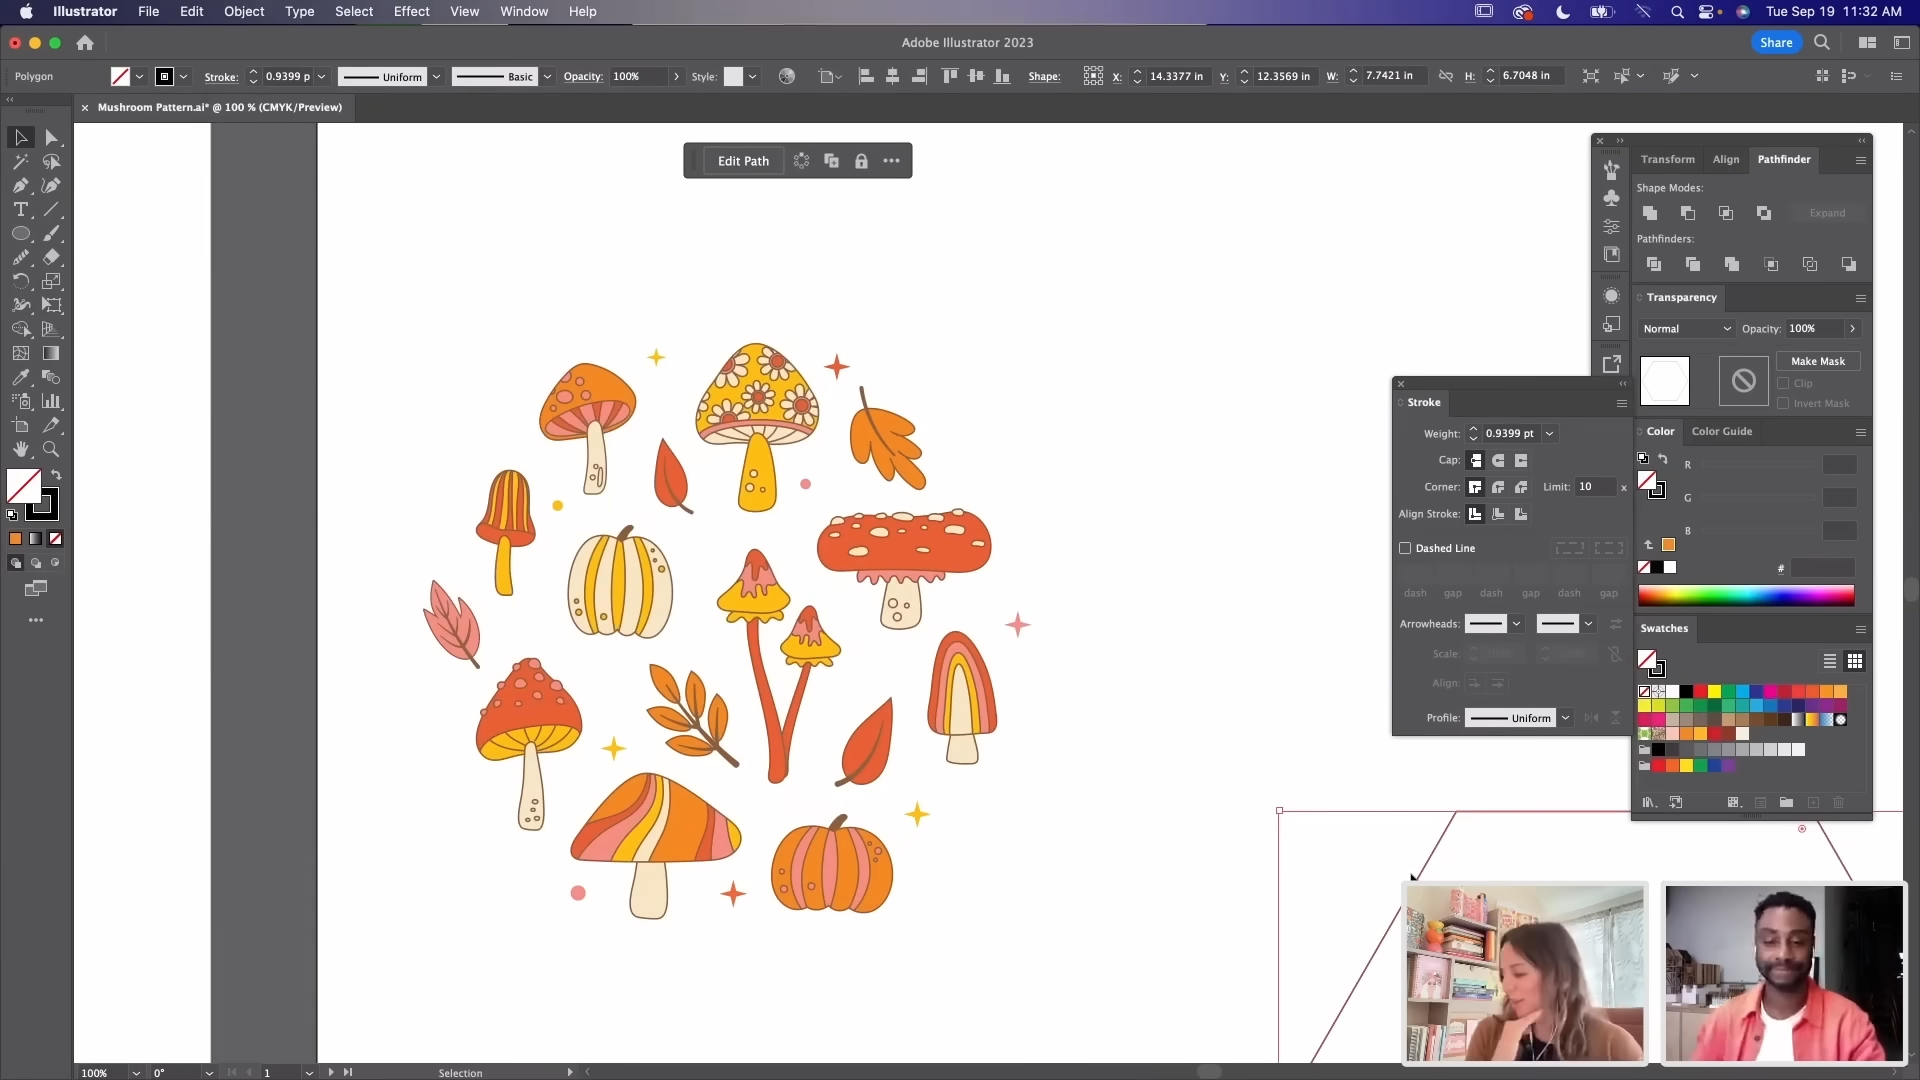 Illustrator File Edit Object Type Select Effect View Window Help Tue Sep 19 11:32 AM
Adobe Illustrator 2023 Share
Polygon Stroke: 0.9399 p Uniform Basic Opacity: 100% Style: Shape: X: 14.3377 in Y: 12.3569 in W: 7.7421 in H: 6.7048 in
× Mushroom Pattern.ai* @ 100 % (CMYK/Preview)
Edit Path
Transform Align Pathfinder
Shape Modes:
Expand
Pathfinders:
Transparency
Normal Opacity: 100%
Make Mask
Clip
Invert Mask
Stroke
Weight: 0.9399 pt
Cap:
Corner: Limit: 10 x
Align Stroke:
Dashed Line
dash gap dash gap dash gap
Arrowheads:
Scale:
Align:
Profile: Uniform
Color Color Guide
R
G
B
#
Swatches
100% 0° 1 Selection